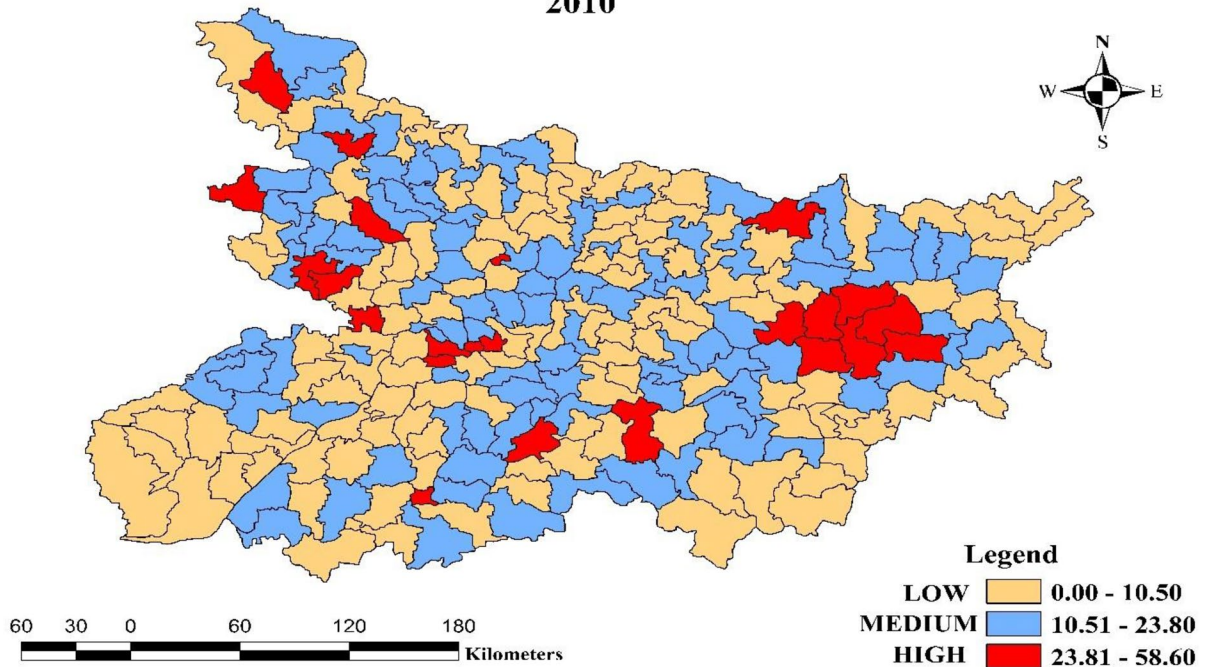 2010
N
W E
S
Legend
LOW 0.00 - 10.50
MEDIUM 10.51 - 23.80
HIGH 23.81 - 58.60
60 30 0 60 120 180
Kilometers